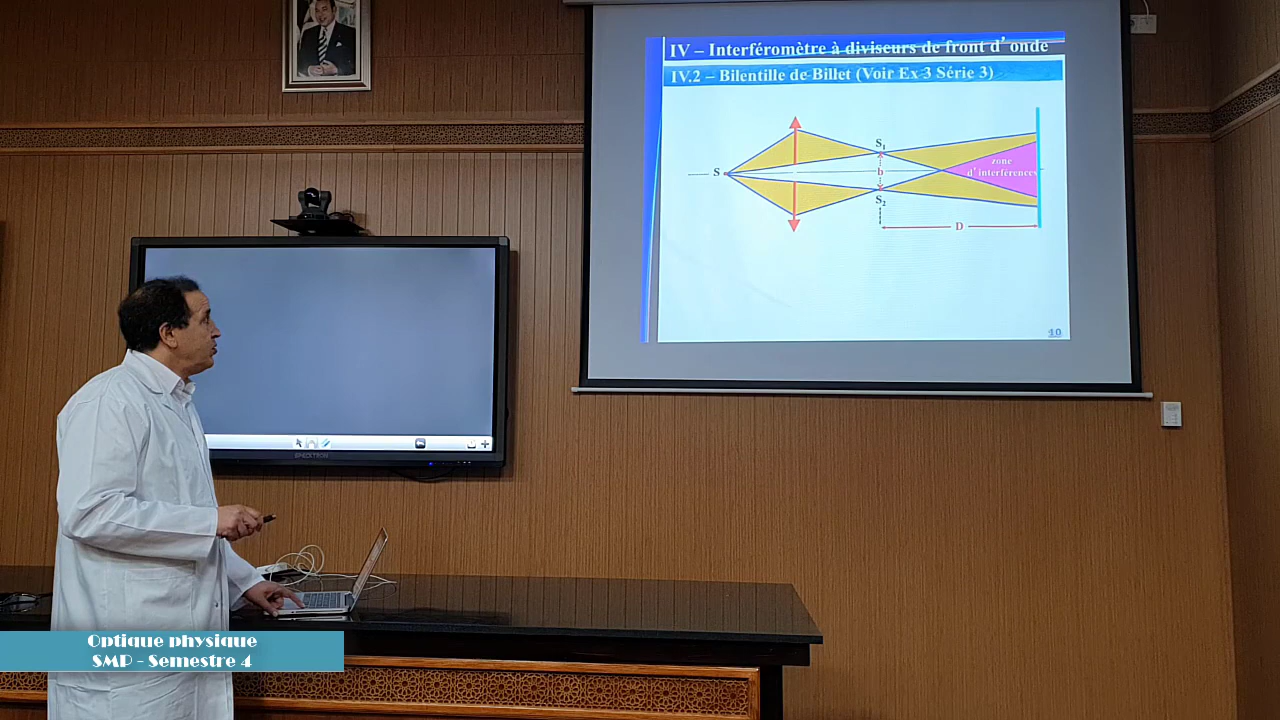 IV – Interféromètre à diviseurs de front d'onde
IV.2 – Bilentille de Billet (Voir Ex 3 Série 3)
S
S1
b
S2
zone
d'interférences
D
10
SPECKTRON
Optique physique
SMP - Semestre 4